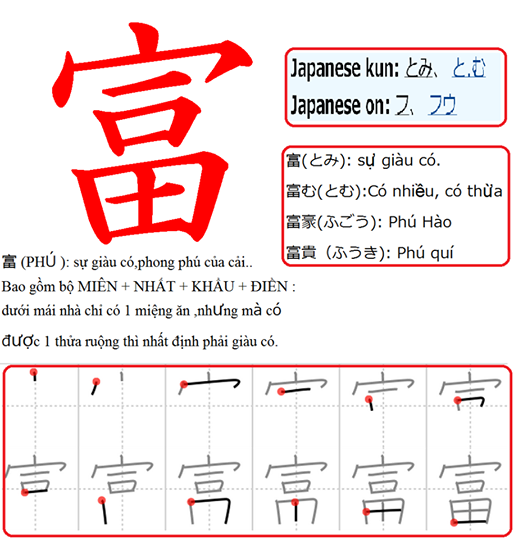 富
Japanese kun: とみ、 と.む
Japanese on: フ、 フウ
富(とみ): sự giàu có.
富む(とむ):Có nhiều, có thừa
富豪(ふごう): Phú Hào
富貴 (ふうき): Phú quí
富 (PHÚ ): sự giàu có,phong phú của cải..
Bao gồm bộ MIÊN + NHẤT + KHẨU + ĐIỀN :
dưới mái nhà chỉ có 1 miệng ăn ,nhưng mà có
được 1 thửa ruộng thì nhất định phải giàu có.